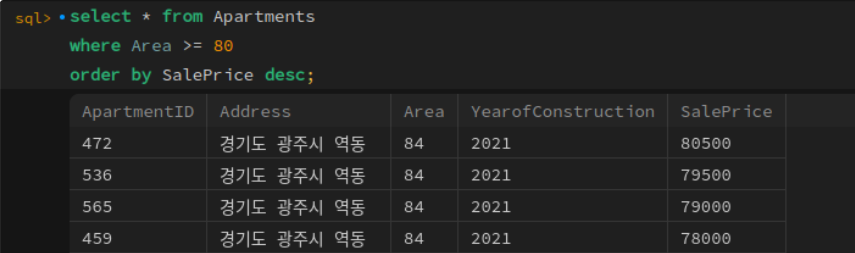 sql> select * from Apartments
where Area >= 80
order by SalePrice desc;
ApartmentID Address Area YearofConstruction SalePrice
472 경기도 광주시 역동 84 2021 80500
536 경기도 광주시 역동 84 2021 79500
565 경기도 광주시 역동 84 2021 79000
459 경기도 광주시 역동 84 2021 78000